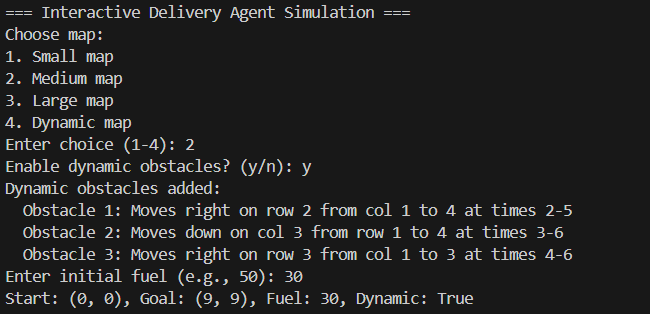 === Interactive Delivery Agent Simulation ===
Choose map:
1. Small map
2. Medium map
3. Large map
4. Dynamic map
Enter choice (1-4): 2
Enable dynamic obstacles? (y/n): y
Dynamic obstacles added:
  Obstacle 1: Moves right on row 2 from col 1 to 4 at times 2-5
  Obstacle 2: Moves down on col 3 from row 1 to 4 at times 3-6
  Obstacle 3: Moves right on row 3 from col 1 to 3 at times 4-6
Enter initial fuel (e.g., 50): 30
Start: (0, 0), Goal: (9, 9), Fuel: 30, Dynamic: True